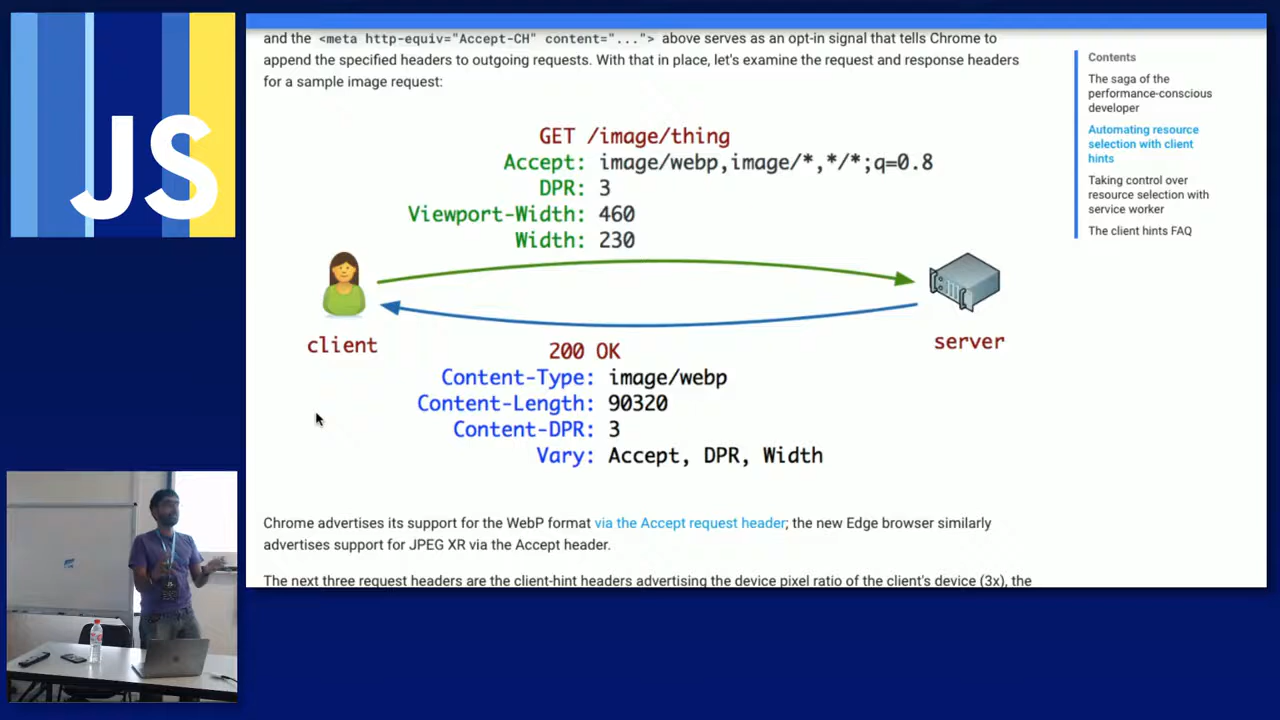 JS
and the <meta http-equiv="Accept-CH" content="..."> above serves as an opt-in signal that tells Chrome to
append the specified headers to outgoing requests. With that in place, let's examine the request and response headers
for a sample image request:
GET /image/thing
Accept: image/webp,image/*,*/*;q=0.8
DPR: 3
Viewport-Width: 460
Width: 230
client
server
200 OK
Content-Type: image/webp
Content-Length: 90320
Content-DPR: 3
Vary: Accept, DPR, Width
Chrome advertises its support for the WebP format via the Accept request header; the new Edge browser similarly
advertises support for JPEG XR via the Accept header.
The next three request headers are the client-hint headers advertising the device pixel ratio of the client's device (3x), the
Contents
The saga of the
performance-conscious
developer
Automating resource
selection with client
hints
Taking control over
resource selection with
service worker
The client hints FAQ